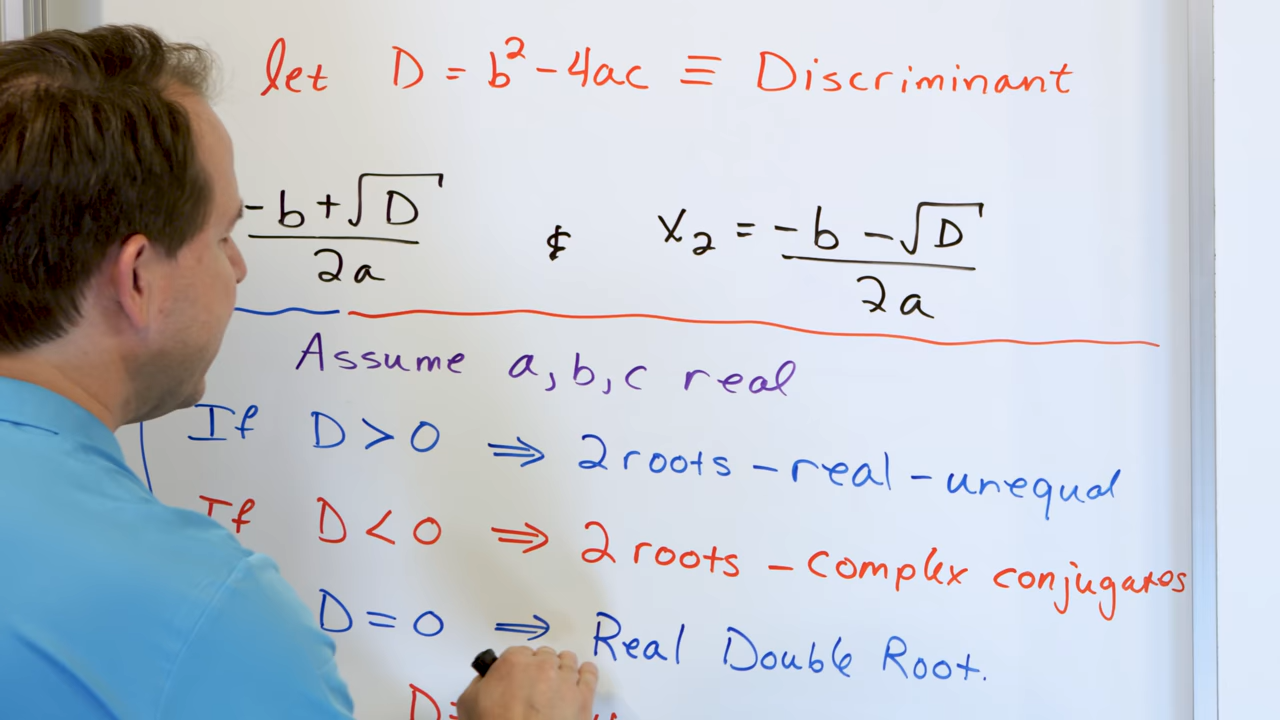 let D = b² - 4ac ≡ Discriminant
-b + √D / 2a & x₂ = -b - √D / 2a
Assume a, b, c real
If D > 0 ⇒ 2 roots - real - unequal
If D < 0 ⇒ 2 roots - complex conjugates
D = 0 ⇒ Real Double Root.
D=